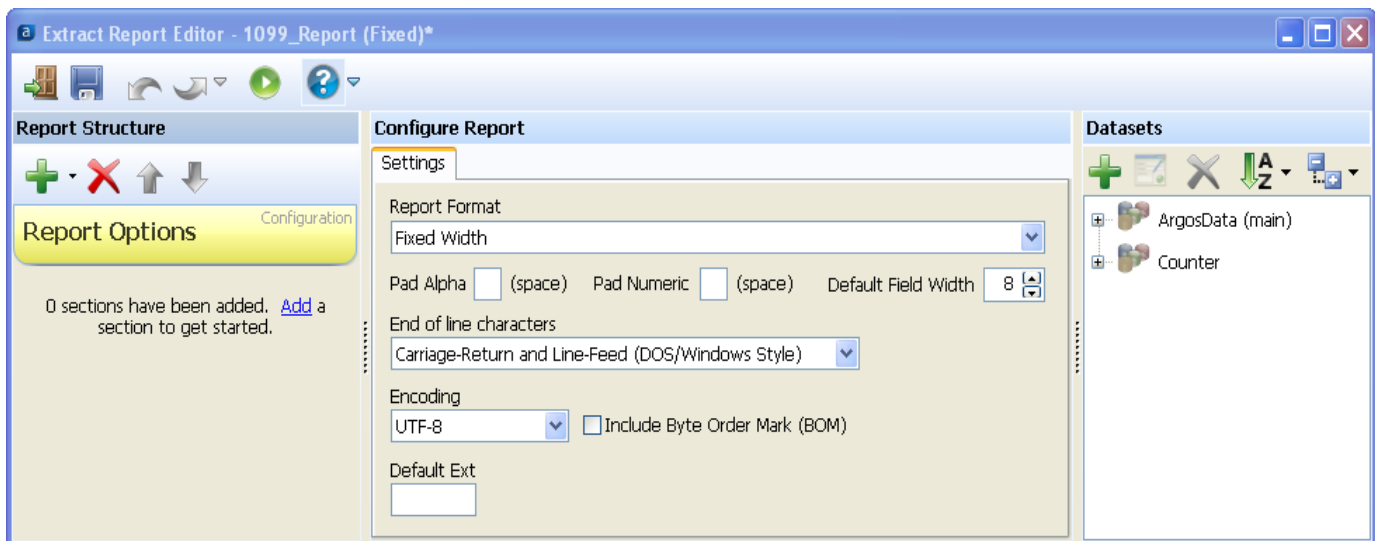 a Extract Report Editor - 1099_Report (Fixed)*
?
Report Structure
Configure Report
Datasets
Settings
A
Z
Configuration
Report Options
0 sections have been added. Add a
section to get started.
Report Format
Fixed Width
Pad Alpha (space) Pad Numeric (space) Default Field Width 8
End of line characters
Carriage-Return and Line-Feed (DOS/Windows Style)
Encoding
UTF-8 Include Byte Order Mark (BOM)
Default Ext
ArgosData (main)
Counter